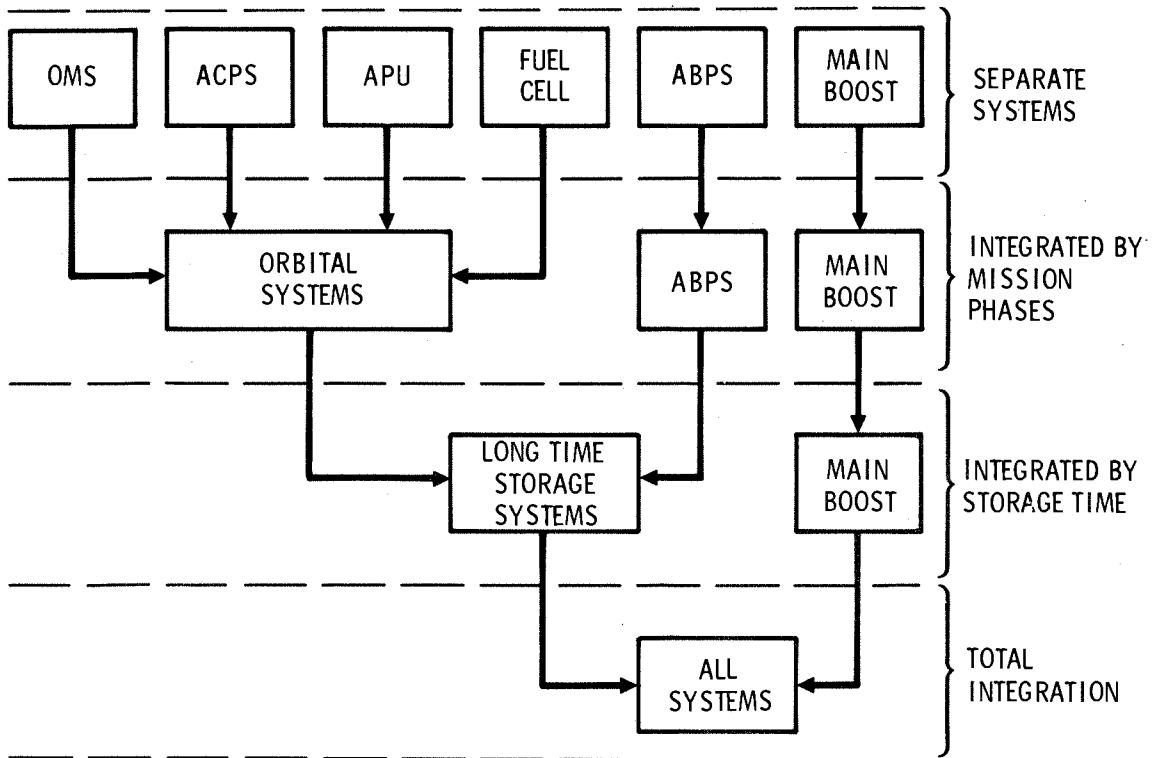 OMS
ACPS
APU
FUEL
CELL
ABPS
MAIN
BOOST
SEPARATE
SYSTEMS
ORBITAL
SYSTEMS
ABPS
MAIN
BOOST
INTEGRATED BY
MISSION
PHASES
LONG TIME
STORAGE
SYSTEMS
MAIN
BOOST
INTEGRATED BY
STORAGE TIME
ALL
SYSTEMS
TOTAL
INTEGRATION